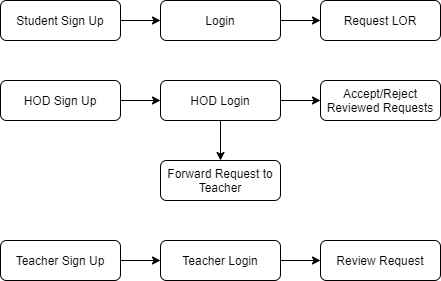 Student Sign Up
Login
Request LOR
HOD Sign Up
HOD Login
Accept/Reject
Reviewed Requests
Forward Request to
Teacher
Teacher Sign Up
Teacher Login
Review Request